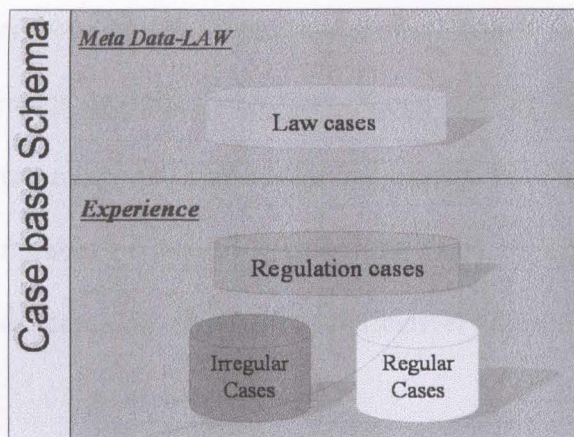 Case base Schema
Meta Data-LAW
Law cases
Experience
Regulation cases
Irregular
Cases
Regular
Cases